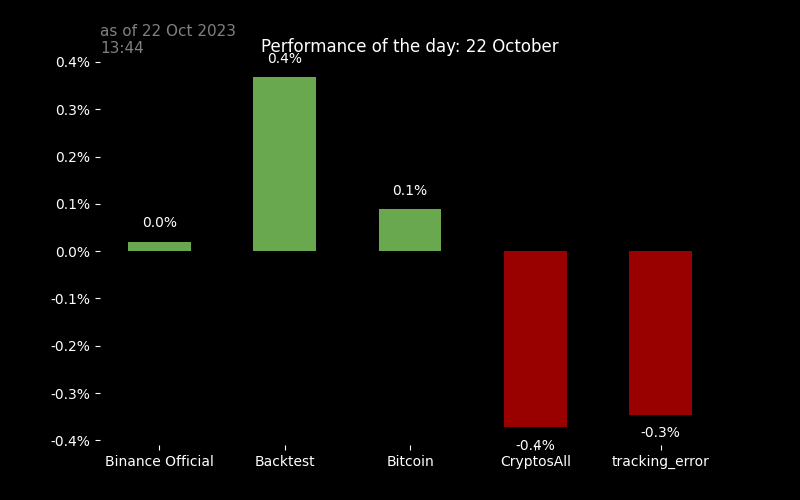 as of 22 Oct 2023
13:44
Performance of the day: 22 October
0.4%
0.3%
0.2%
0.1%
0.0%
-0.1%
-0.2%
-0.3%
-0.4%
0.0%
0.4%
0.1%
-0.4%
-0.3%
Binance Official
Backtest
Bitcoin
CryptosAll
tracking_error